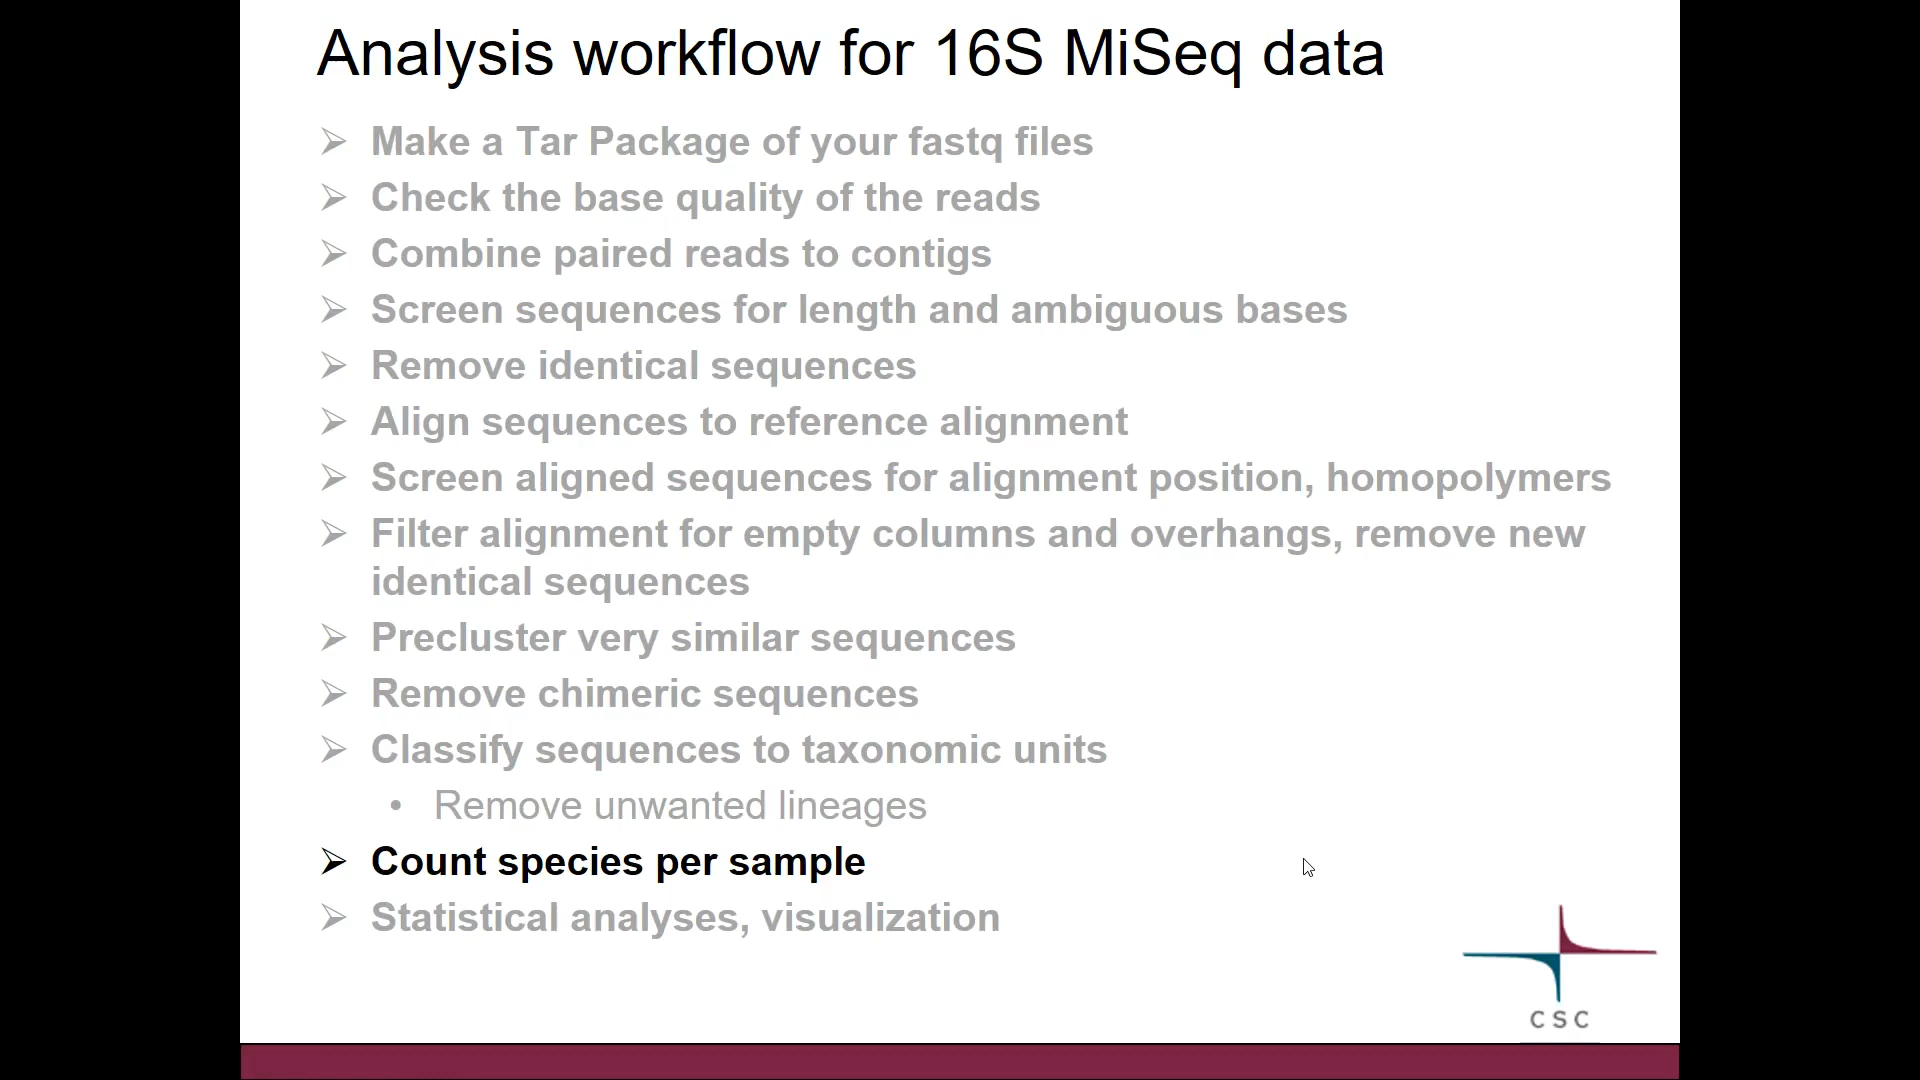 Analysis workflow for 16S MiSeq data
Make a Tar Package of your fastq files
Check the base quality of the reads
Combine paired reads to contigs
Screen sequences for length and ambiguous bases
Remove identical sequences
Align sequences to reference alignment
Screen aligned sequences for alignment position, homopolymers
Filter alignment for empty columns and overhangs, remove new
identical sequences
Precluster very similar sequences
Remove chimeric sequences
Classify sequences to taxonomic units
Remove unwanted lineages
Count species per sample
Statistical analyses, visualization
CSC